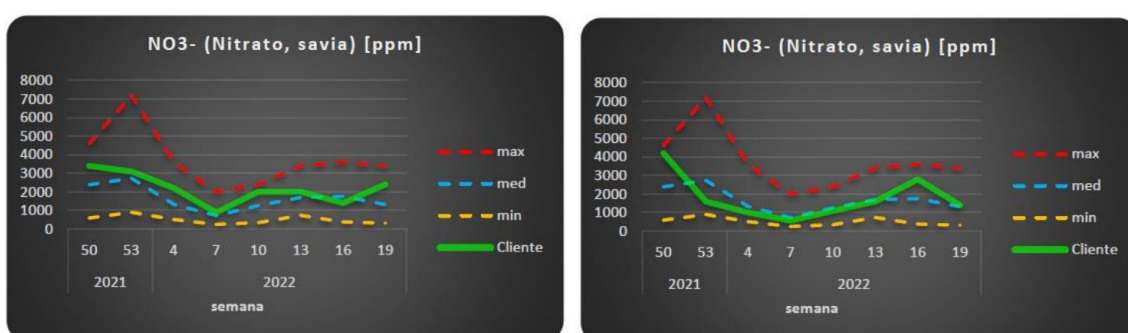 NO3- (Nitrato, savia) [ppm]
8000
7000
6000
5000
4000
3000
2000
1000
0
50 53 4 7 10 13 16 19
2021 2022
semana
max
med
min
Cliente
NO3- (Nitrato, savia) [ppm]
8000
7000
6000
5000
4000
3000
2000
1000
0
50 53 4 7 10 13 16 19
2021 2022
semana
max
med
min
Cliente